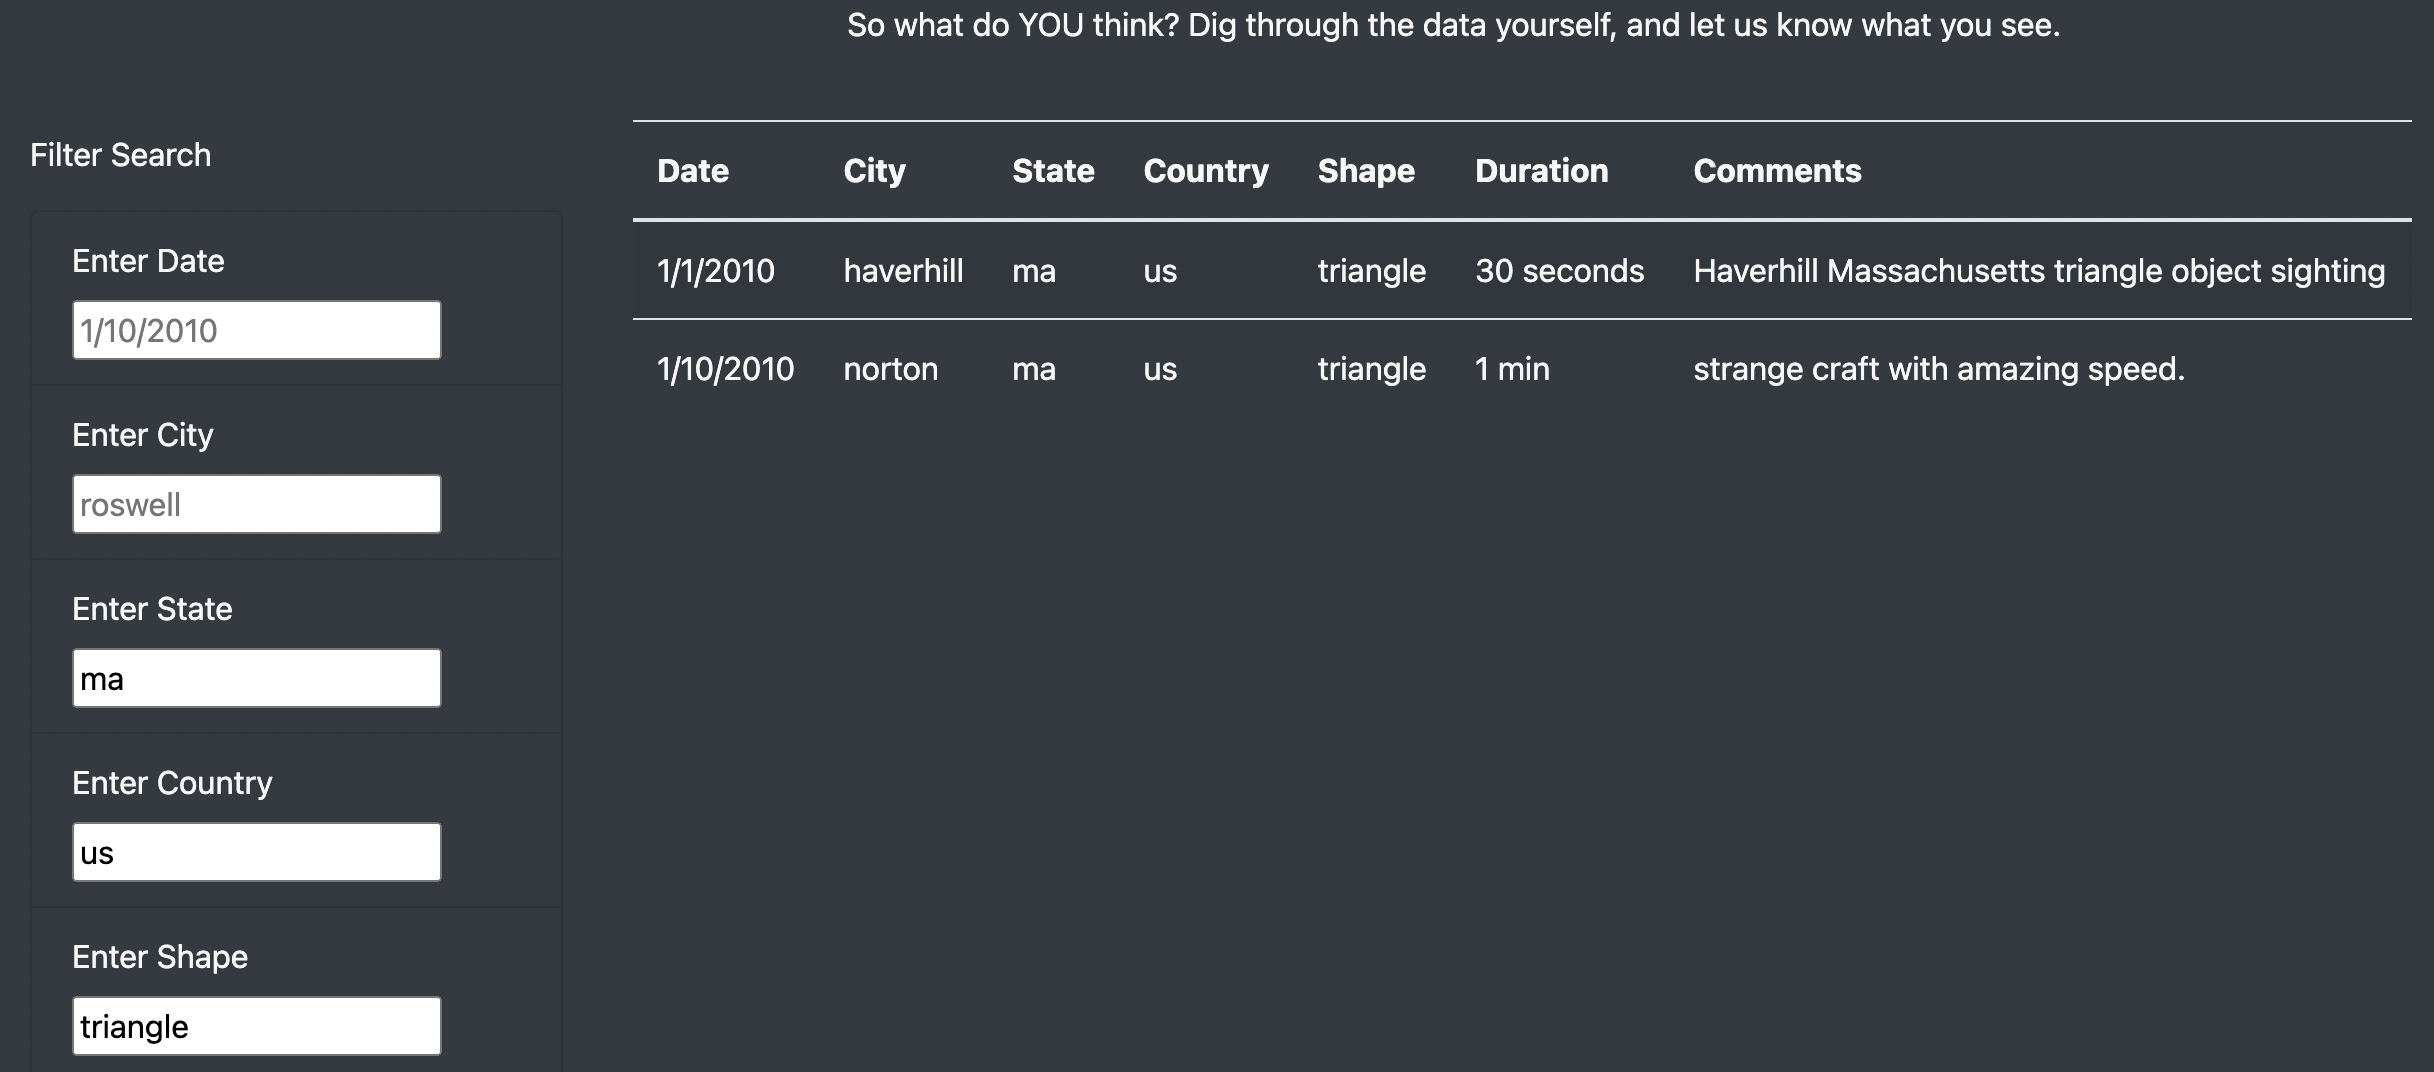 So what do YOU think? Dig through the data yourself, and let us know what you see.
Filter Search
Enter Date
1/10/2010
Enter City
roswell
Enter State
ma
Enter Country
us
Enter Shape
triangle
Date City State Country Shape Duration Comments
1/1/2010 haverhill ma us triangle 30 seconds Haverhill Massachusetts triangle object sighting
1/10/2010 norton ma us triangle 1 min strange craft with amazing speed.